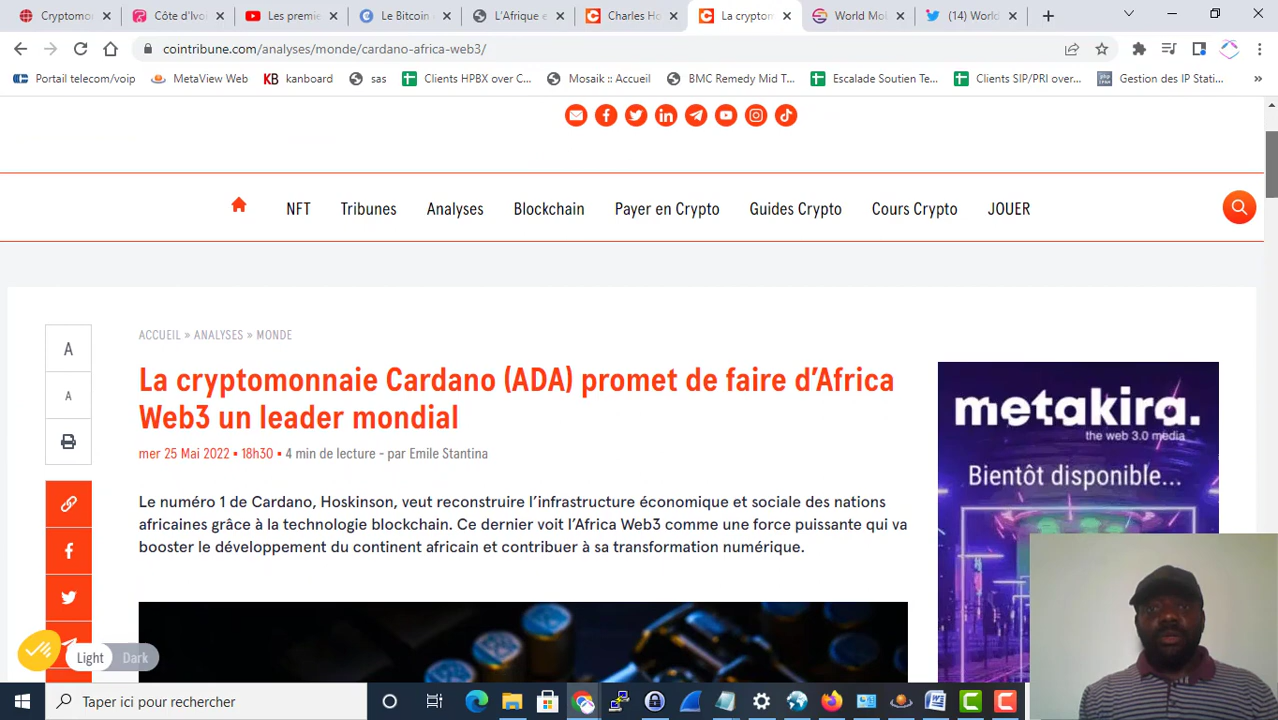 Cryptomo
Côte d'Ivo
Les premie
Le Bitcoin
L'Afrique e
Charles Ho
La cryptom
World Mo
(14) World
cointribune.com/analyses/monde/cardano-africa-web3/
Portail telecom/voip
MetaView Web
KB kanboard
sas
Clients HPBX over C...
Mosaik :: Accueil
BMC Remedy Mid T...
Escalade Soutien Te...
Clients SIP/PRI over...
Gestion des IP Stati...
NFT
Tribunes
Analyses
Blockchain
Payer en Crypto
Guides Crypto
Cours Crypto
JOUER
A
A
ACCUEIL » ANALYSES » MONDE
La cryptomonnaie Cardano (ADA) promet de faire d'Africa
Web3 un leader mondial
mer 25 Mai 2022 ▪ 18h30 ▪ 4 min de lecture - par Emile Stantina
Le numéro 1 de Cardano, Hoskinson, veut reconstruire l'infrastructure économique et sociale des nations
africaines grâce à la technologie blockchain. Ce dernier voit l'Africa Web3 comme une force puissante qui va
booster le développement du continent africain et contribuer à sa transformation numérique.
metakira.
the web 3.0 media
Bientôt disponible...
Light
Dark
Taper ici pour rechercher